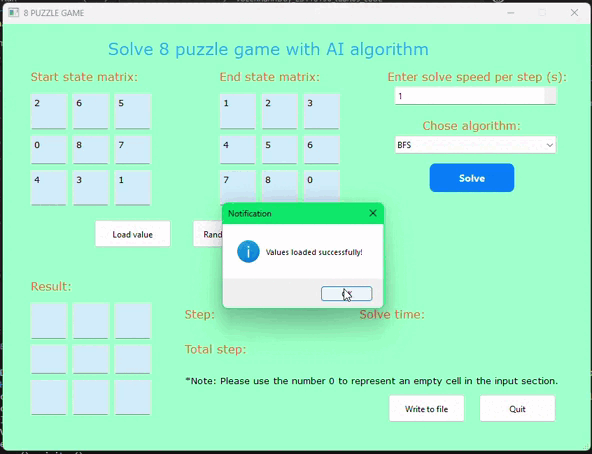 8 PUZZLE GAME
Solve 8 puzzle game with AI algorithm
Start state matrix:
End state matrix:
Enter solve speed per step (s):
2 6 5
1 2 3
1
0 8 7
4 5 6
Chose algorithm:
BFS
4 3 1
7 8 0
Solve
Notification
Values loaded successfully!
Load value
Rand
Result:
Step:
Solve time:
Total step:
*Note: Please use the number 0 to represent an empty cell in the input section.
Write to file
Quit